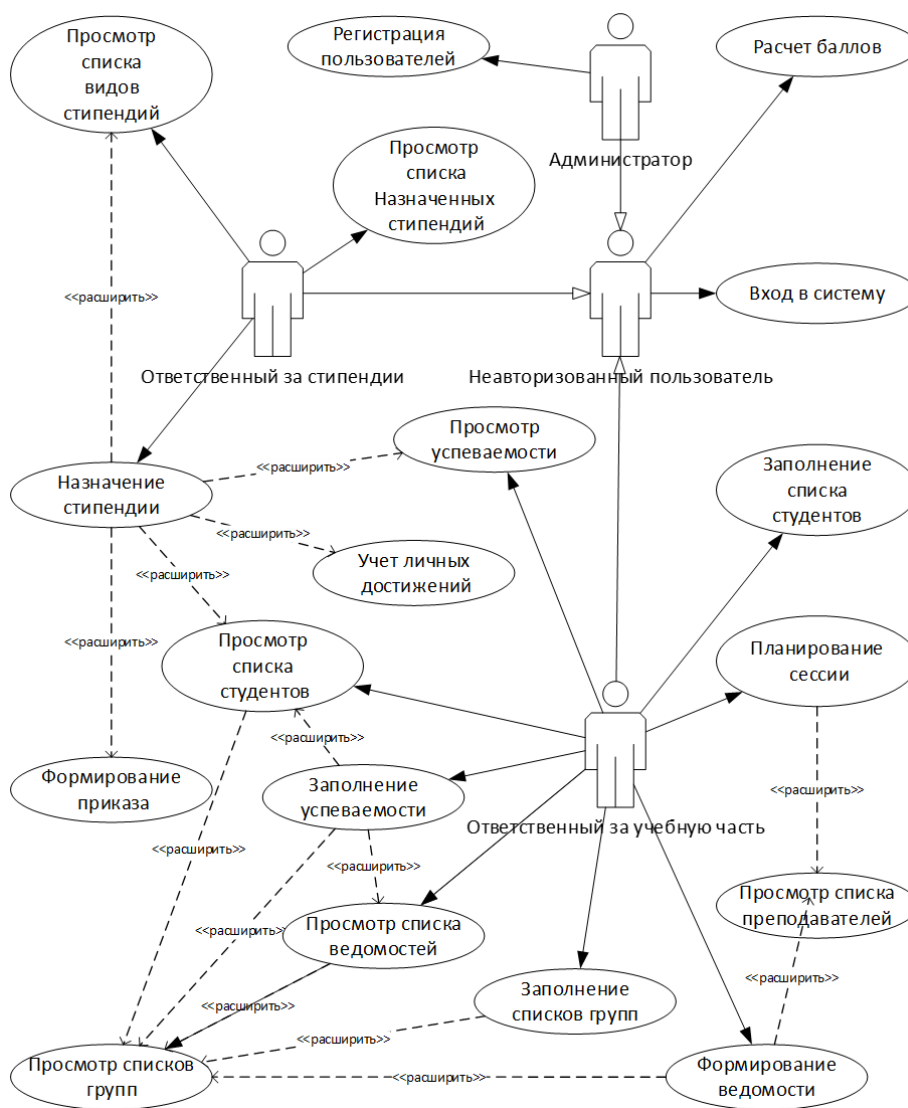 Просмотр
списка
видов
стипендий
Регистрация
пользователей
Расчет баллов
Администратор
Просмотр
списка
Назначенных
стипендий
<<расширить>>
Вход в систему
Ответственный за стипендии
Неавторизованный пользователь
Просмотр
успеваемости
<<расширить>>
Заполнение
списка
студентов
Назначение
стипендии
<<расширить>>
Учет личных
достижений
<<расширить>>
<<расширить>>
Просмотр
списка
студентов
Планирование
сессии
<<расширить>>
Формирование
приказа
Заполнение
успеваемости
Ответственный за учебную часть
<<расширить>>
<<расширить>>
<<расширить>>
Просмотр списка
преподавателей
<<расширить>>
Просмотр списка
ведомостей
<<расширить>>
<<расширить>>
Заполнение
списков групп
<<расширить>>
Просмотр списков
групп
<<расширить>>
Формирование
ведомости